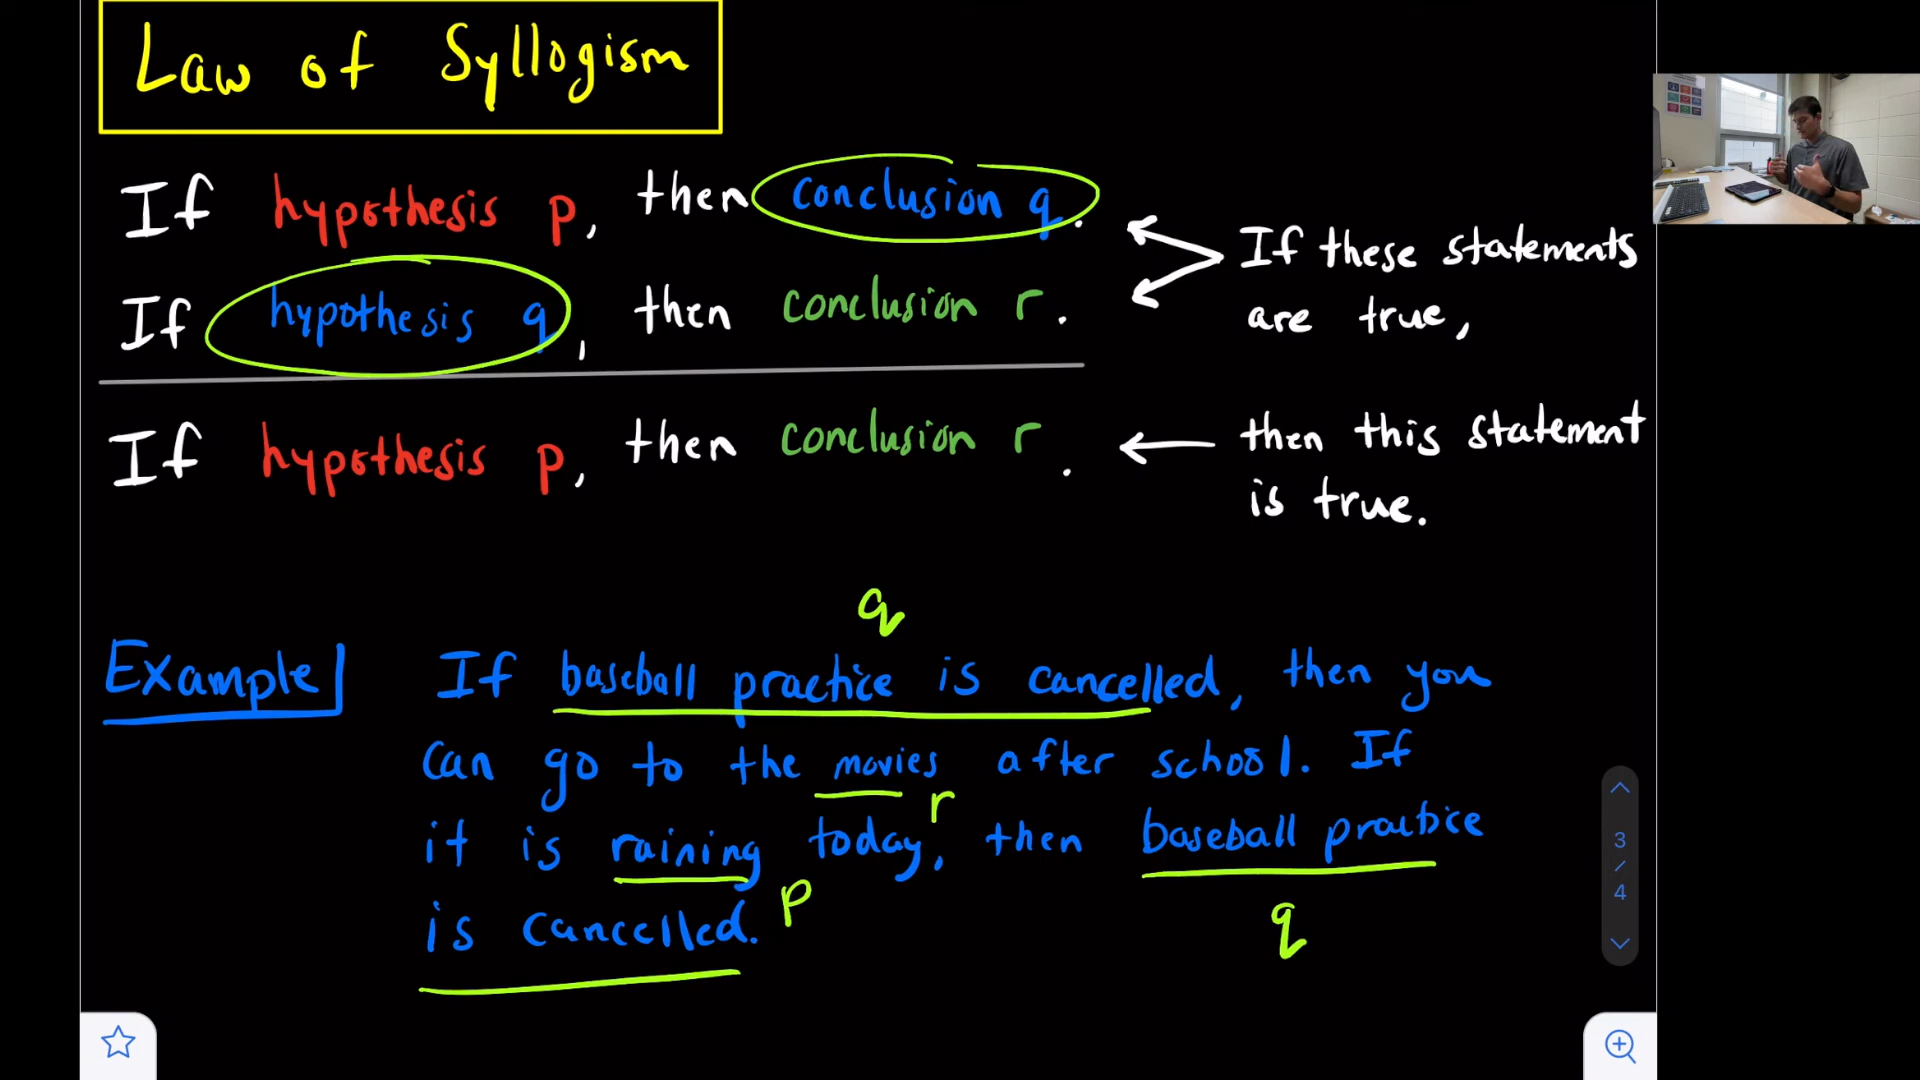 Law of Syllogism
If hypothesis p, then conclusion q.
If hypothesis q, then conclusion r.
If these statements
are true,
If hypothesis p, then conclusion r.
then this statement
is true.
q
Example
If baseball practice is cancelled, then you
can go to the movies after school. If
r
it is raining today, then baseball practice
p
is cancelled.
q
3
/
4